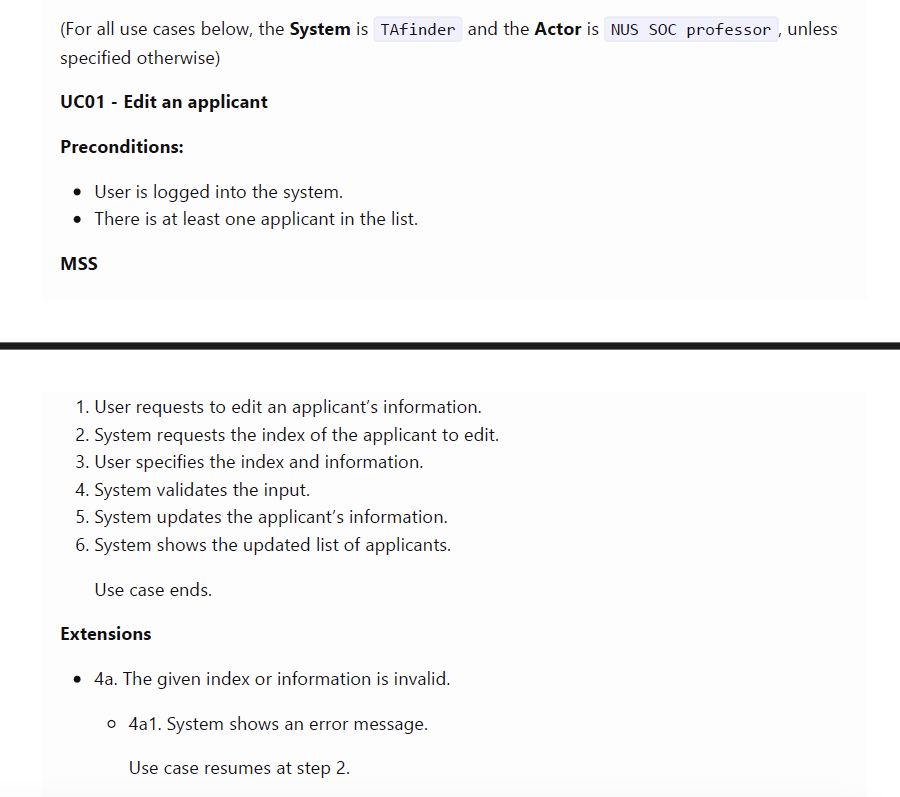 (For all use cases below, the System is TAfinder and the Actor is NUS SOC professor, unless
specified otherwise)
UC01 - Edit an applicant
Preconditions:
• User is logged into the system.
• There is at least one applicant in the list.
MSS
1. User requests to edit an applicant’s information.
2. System requests the index of the applicant to edit.
3. User specifies the index and information.
4. System validates the input.
5. System updates the applicant’s information.
6. System shows the updated list of applicants.
Use case ends.
Extensions
• 4a. The given index or information is invalid.
◦ 4a1. System shows an error message.
Use case resumes at step 2.